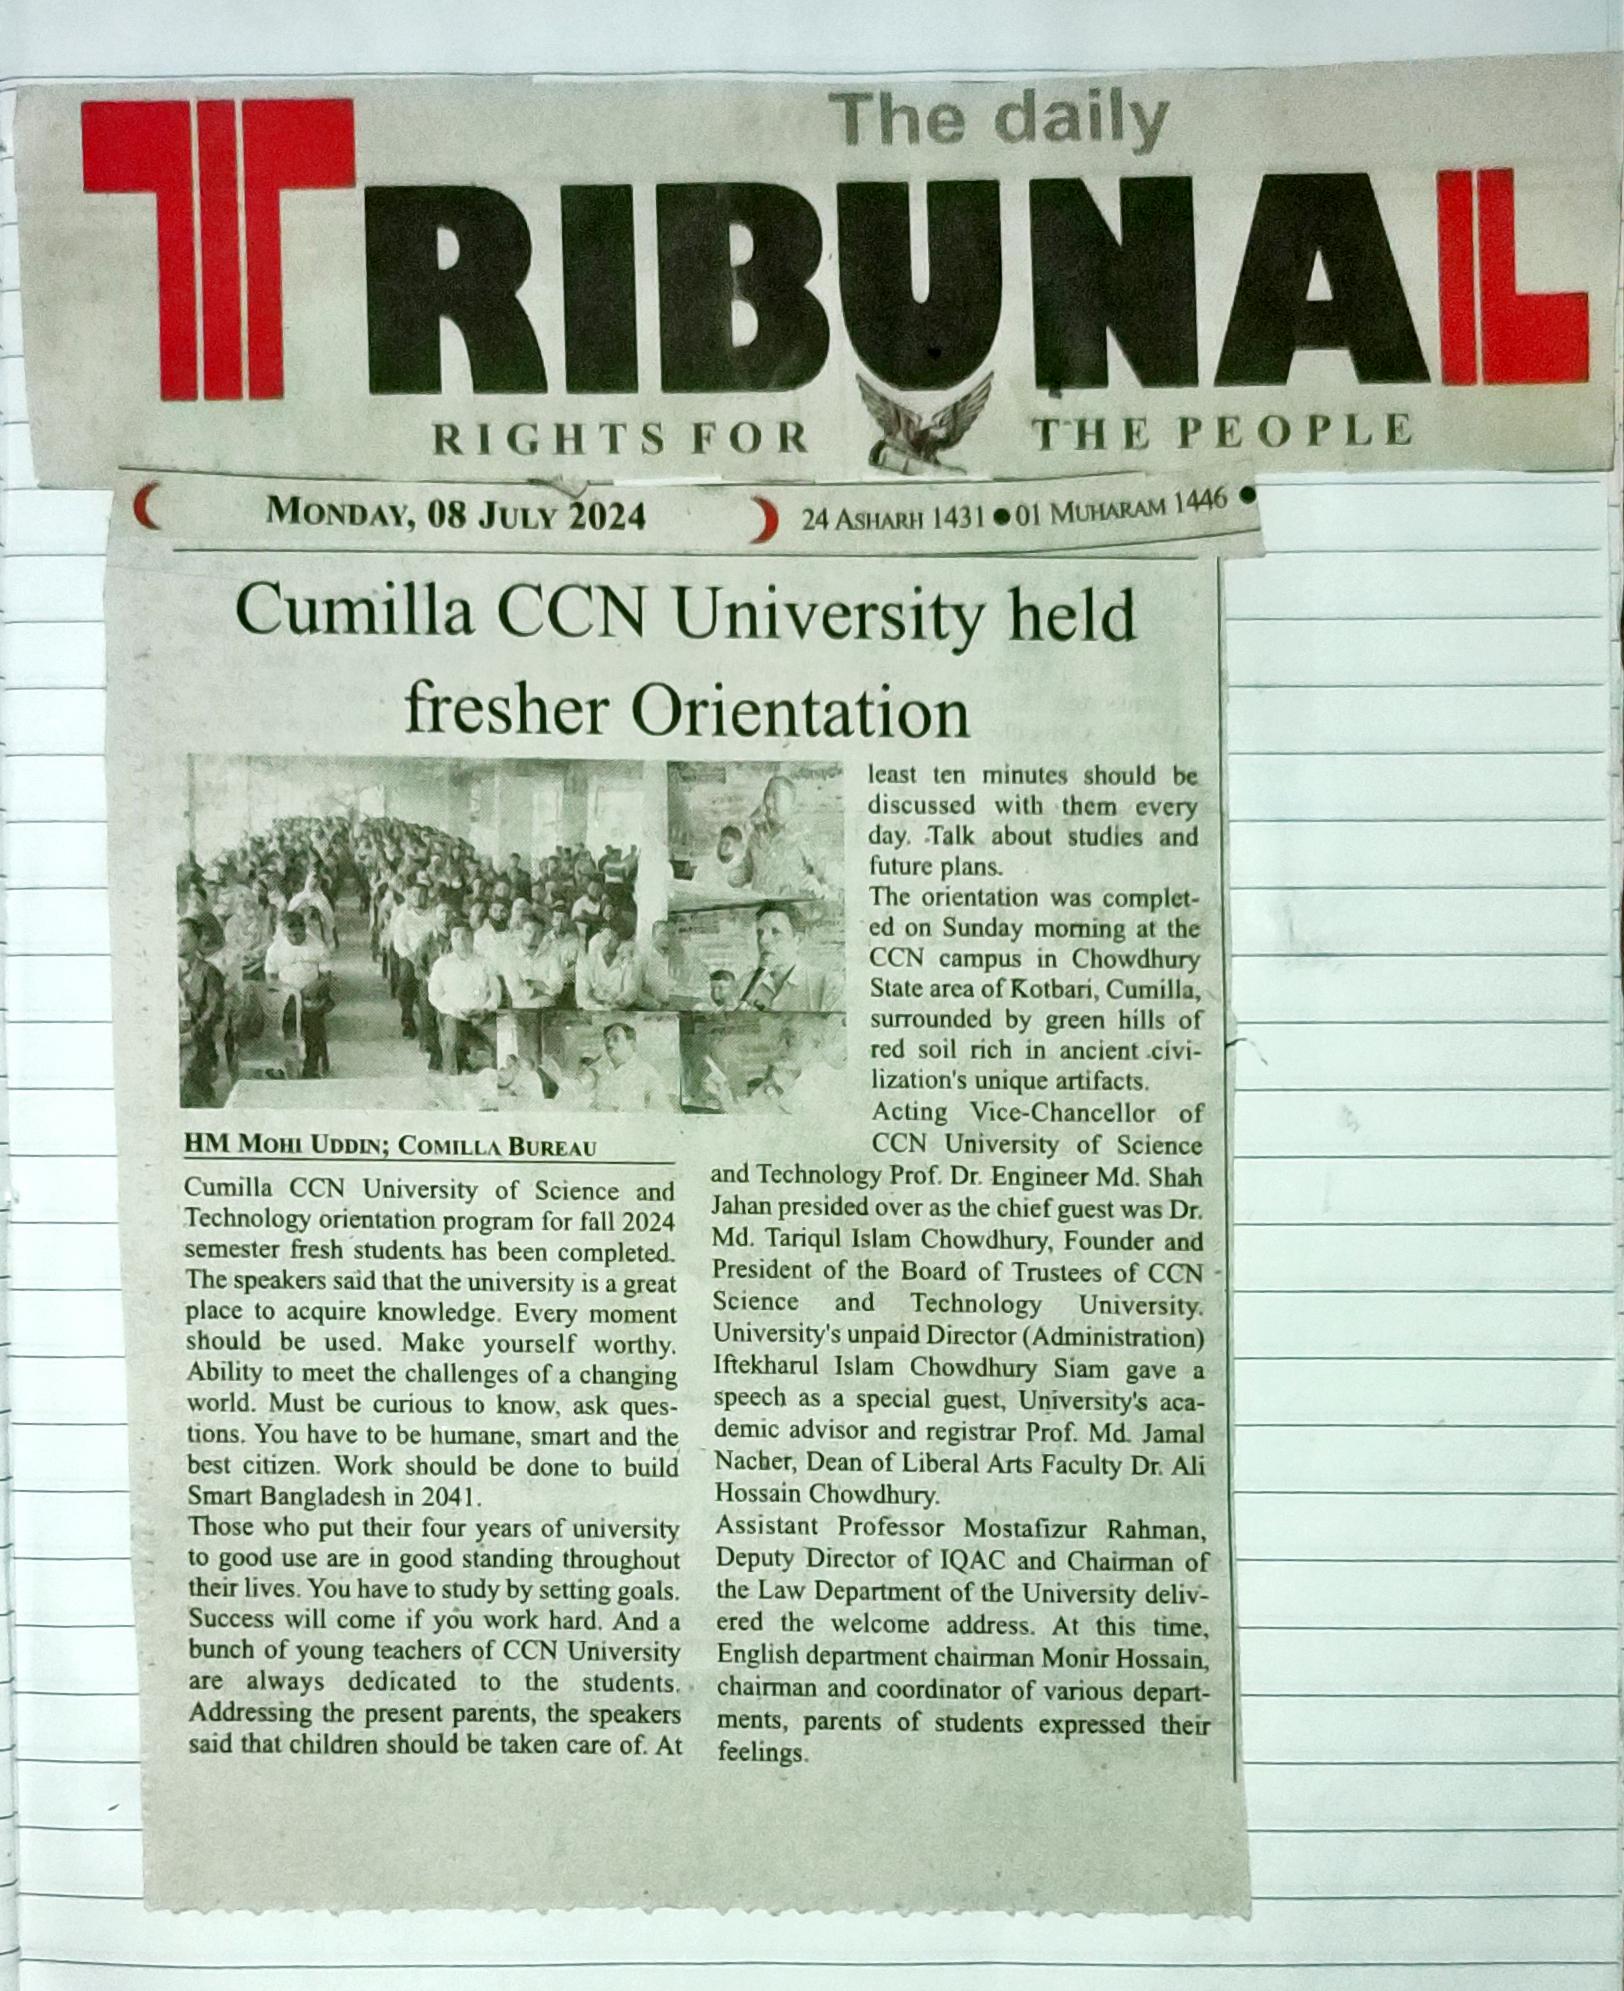 The daily
TRIBUNAL
RIGHTS FOR THE PEOPLE
MONDAY, 08 JULY 2024
24 ASHARH 1431 ● 01 MUHARAM 1446 ●
Cumilla CCN University held
fresher Orientation
HM MOHI UDDIN; COMILLA BUREAU
Cumilla CCN University of Science and
Technology orientation program for fall 2024
semester fresh students has been completed.
The speakers said that the university is a great
place to acquire knowledge. Every moment
should be used. Make yourself worthy.
Ability to meet the challenges of a changing
world. Must be curious to know, ask ques-
tions. You have to be humane, smart and the
best citizen. Work should be done to build
Smart Bangladesh in 2041.
Those who put their four years of university
to good use are in good standing throughout
their lives. You have to study by setting goals.
Success will come if you work hard. And a
bunch of young teachers of CCN University
are always dedicated to the students.
Addressing the present parents, the speakers
said that children should be taken care of. At
least ten minutes should be
discussed with them every
day. Talk about studies and
future plans.
The orientation was complet-
ed on Sunday morning at the
CCN campus in Chowdhury
State area of Kotbari, Cumilla,
surrounded by green hills of
red soil rich in ancient civi-
lization's unique artifacts.
Acting Vice-Chancellor of
CCN University of Science
and Technology Prof. Dr. Engineer Md. Shah
Jahan presided over as the chief guest was Dr.
Md. Tariqul Islam Chowdhury, Founder and
President of the Board of Trustees of CCN
Science and Technology University.
University's unpaid Director (Administration)
Iftekharul Islam Chowdhury Siam gave a
speech as a special guest, University's aca-
demic advisor and registrar Prof. Md. Jamal
Nacher, Dean of Liberal Arts Faculty Dr. Ali
Hossain Chowdhury.
Assistant Professor Mostafizur Rahman,
Deputy Director of IQAC and Chairman of
the Law Department of the University deliv-
ered the welcome address. At this time,
English department chairman Monir Hossain,
chairman and coordinator of various depart-
ments, parents of students expressed their
feelings.